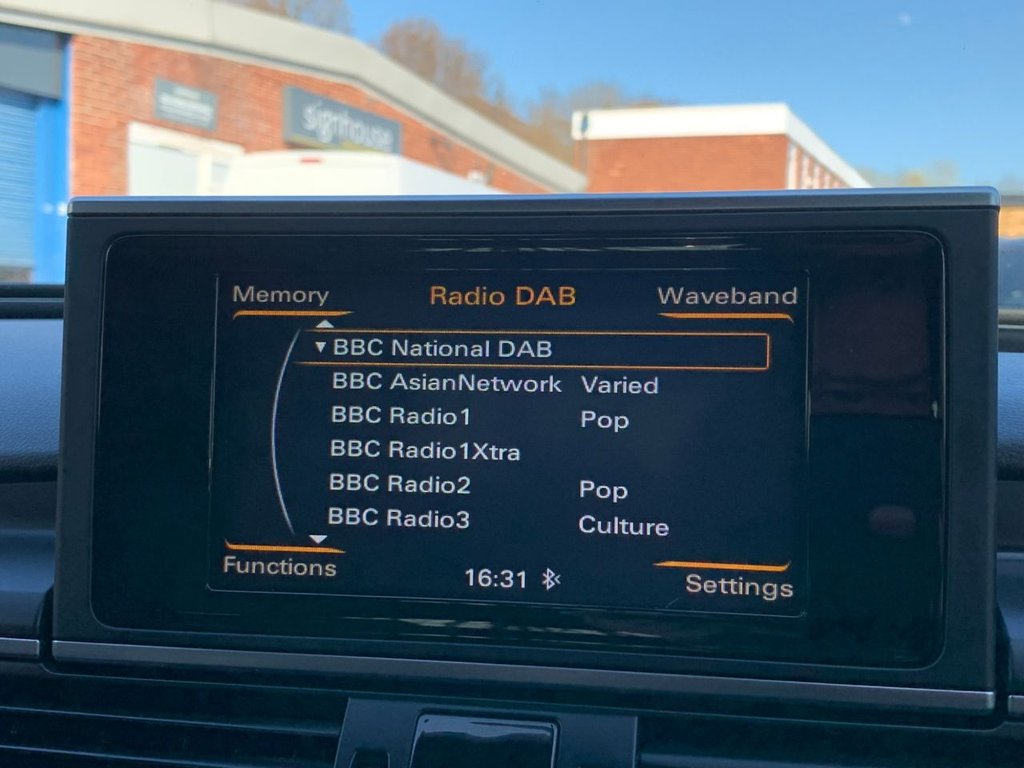 signhouse
Memory Radio DAB Waveband
BBC National DAB
BBC AsianNetwork Varied
BBC Radio1 Pop
BBC Radio1Xtra
BBC Radio2 Pop
BBC Radio3 Culture
Functions 16:31 Settings